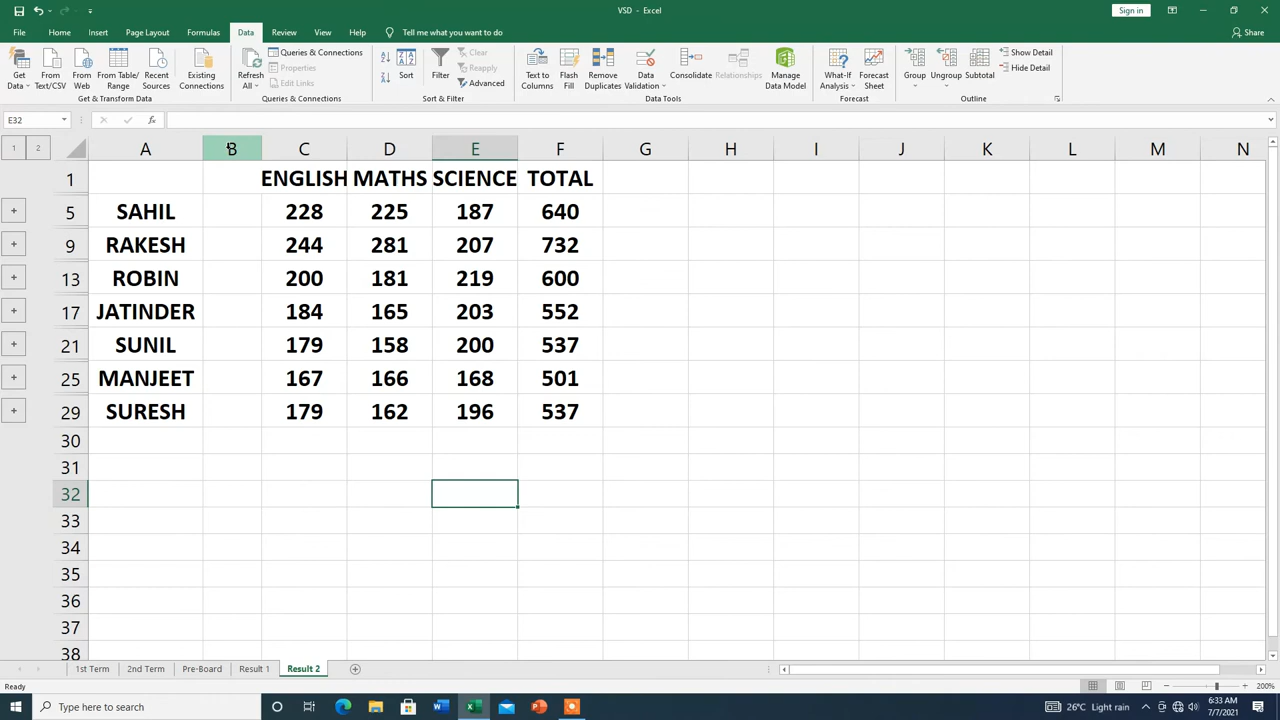 VSD - Excel
Sign in
File Home Insert Page Layout Formulas Data Review View Help Tell me what you want to do Share
Get Data From Text/CSV From Web From Table/Range Recent Sources Existing Connections
Get & Transform Data
Refresh All Queries & Connections Properties Edit Links
Queries & Connections
Sort Filter Clear Reapply Advanced
Sort & Filter
Text to Columns Flash Fill Remove Duplicates Data Validation Consolidate Relationships Manage Data Model
Data Tools
What-If Analysis Forecast Sheet
Forecast
Group Ungroup Subtotal Show Detail Hide Detail
Outline
E32 fx
1 2 A B C D E F G H I J K L M N
1 ENGLISH MATHS SCIENCE TOTAL
5 SAHIL 228 225 187 640
9 RAKESH 244 281 207 732
13 ROBIN 200 181 219 600
17 JATINDER 184 165 203 552
21 SUNIL 179 158 200 537
25 MANJEET 167 166 168 501
29 SURESH 179 162 196 537
30
31
32
33
34
35
36
37
38
1st Term 2nd Term Pre-Board Result 1 Result 2
Ready 200%
Type here to search 26°C Light rain 6:33 AM
7/7/2021